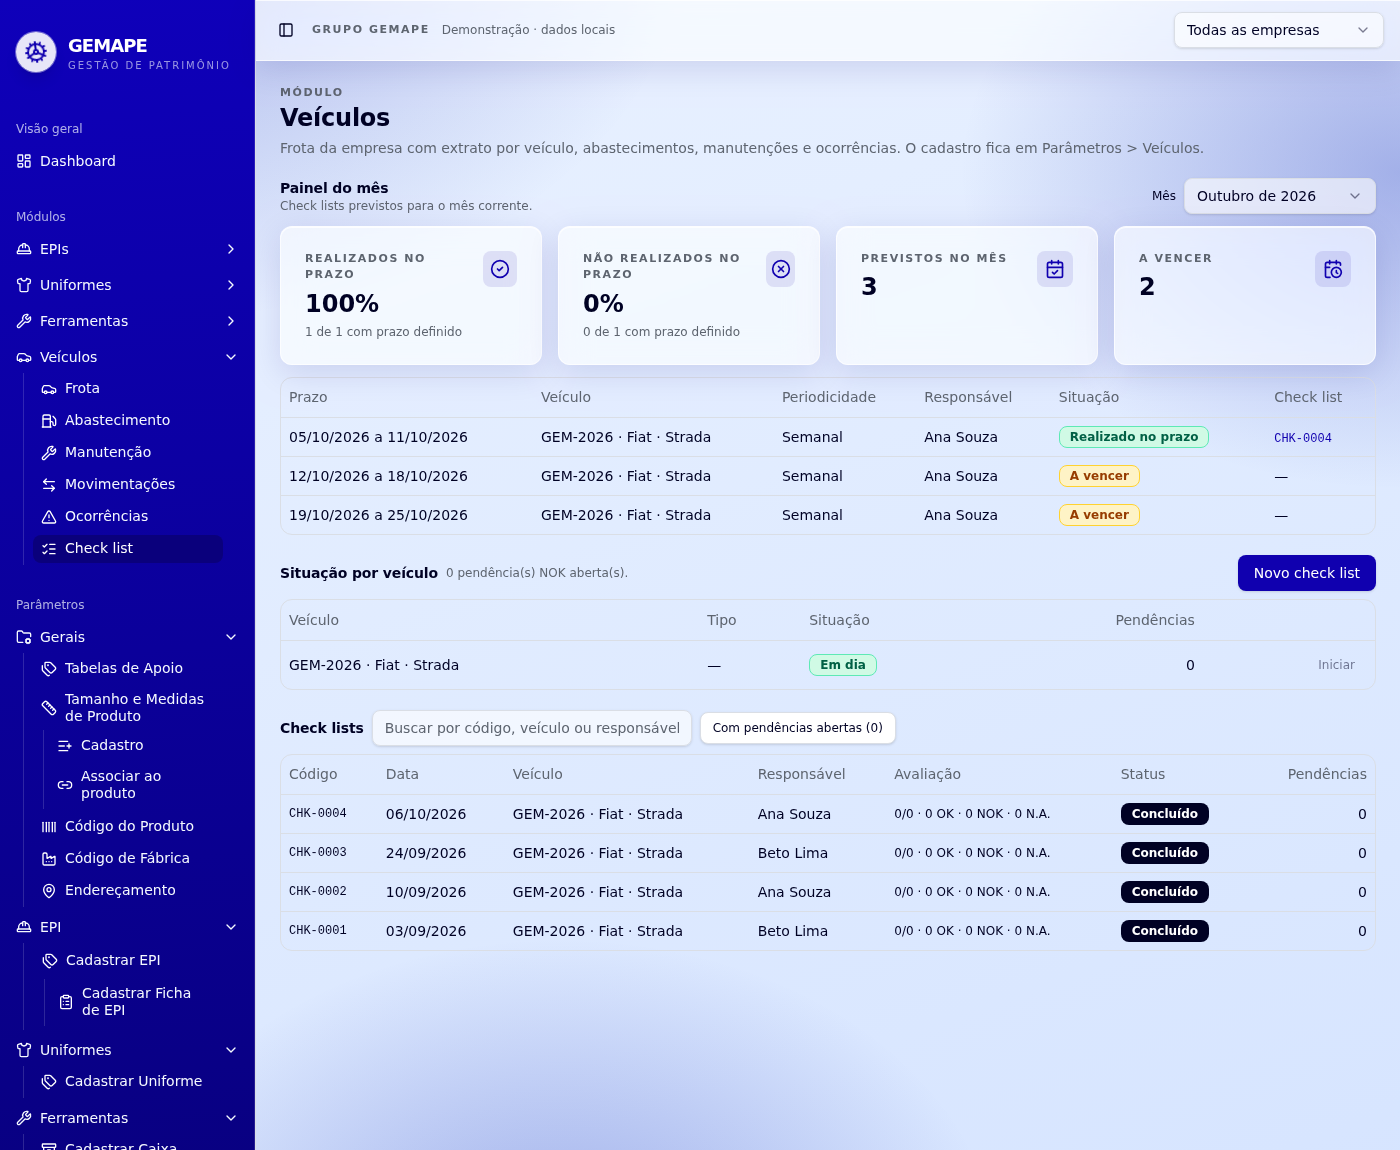 GEMAPE
GESTÃO DE PATRIMÔNIO
Visão geral
Dashboard
Módulos
EPIs
Uniformes
Ferramentas
Veículos
Frota
Abastecimento
Manutenção
Movimentações
Ocorrências
Check list
Parâmetros
Gerais
Tabelas de Apoio
Tamanho e Medidas
de Produto
Cadastro
Associar ao
produto
Código do Produto
Código de Fábrica
Endereçamento
EPI
Cadastrar EPI
Cadastrar Ficha
de EPI
Uniformes
Cadastrar Uniforme
Ferramentas
Cadastrar Caixa
GRUPO GEMAPE Demonstração · dados locais Todas as empresas
MÓDULO
Veículos
Frota da empresa com extrato por veículo, abastecimentos, manutenções e ocorrências. O cadastro fica em Parâmetros > Veículos.
Painel do mês
Check lists previstos para o mês corrente.
Mês Outubro de 2026
REALIZADOS NO
PRAZO
100%
1 de 1 com prazo definido
NÃO REALIZADOS NO
PRAZO
0%
0 de 1 com prazo definido
PREVISTOS NO MÊS
3
A VENCER
2
Prazo Veículo Periodicidade Responsável Situação Check list
05/10/2026 a 11/10/2026 GEM-2026 · Fiat · Strada Semanal Ana Souza Realizado no prazo CHK-0004
12/10/2026 a 18/10/2026 GEM-2026 · Fiat · Strada Semanal Ana Souza A vencer —
19/10/2026 a 25/10/2026 GEM-2026 · Fiat · Strada Semanal Ana Souza A vencer —
Situação por veículo 0 pendência(s) NOK aberta(s). Novo check list
Veículo Tipo Situação Pendências
GEM-2026 · Fiat · Strada — Em dia 0 Iniciar
Check lists Buscar por código, veículo ou responsável Com pendências abertas (0)
Código Data Veículo Responsável Avaliação Status Pendências
CHK-0004 06/10/2026 GEM-2026 · Fiat · Strada Ana Souza 0/0 · 0 OK · 0 NOK · 0 N.A. Concluído 0
CHK-0003 24/09/2026 GEM-2026 · Fiat · Strada Beto Lima 0/0 · 0 OK · 0 NOK · 0 N.A. Concluído 0
CHK-0002 10/09/2026 GEM-2026 · Fiat · Strada Ana Souza 0/0 · 0 OK · 0 NOK · 0 N.A. Concluído 0
CHK-0001 03/09/2026 GEM-2026 · Fiat · Strada Beto Lima 0/0 · 0 OK · 0 NOK · 0 N.A. Concluído 0